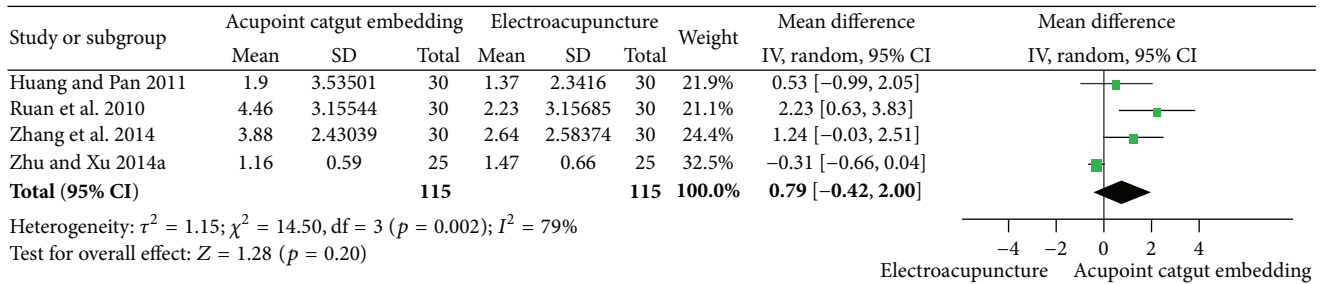 Study or subgroup Acupoint catgut embedding Electroacupuncture Weight Mean difference Mean difference
Mean SD Total Mean SD Total IV, random, 95% CI IV, random, 95% CI
Huang and Pan 2011 1.9 3.53501 30 1.37 2.3416 30 21.9% 0.53 [−0.99, 2.05]
Ruan et al. 2010 4.46 3.15544 30 2.23 3.15685 30 21.1% 2.23 [0.63, 3.83]
Zhang et al. 2014 3.88 2.43039 30 2.64 2.58374 30 24.4% 1.24 [−0.03, 2.51]
Zhu and Xu 2014a 1.16 0.59 25 1.47 0.66 25 32.5% −0.31 [−0.66, 0.04]
Total (95% CI) 115 115 100.0% 0.79 [−0.42, 2.00]
Heterogeneity: τ² = 1.15; χ² = 14.50, df = 3 (p = 0.002); I² = 79%
Test for overall effect: Z = 1.28 (p = 0.20)
−4 −2 0 2 4
Electroacupuncture Acupoint catgut embedding